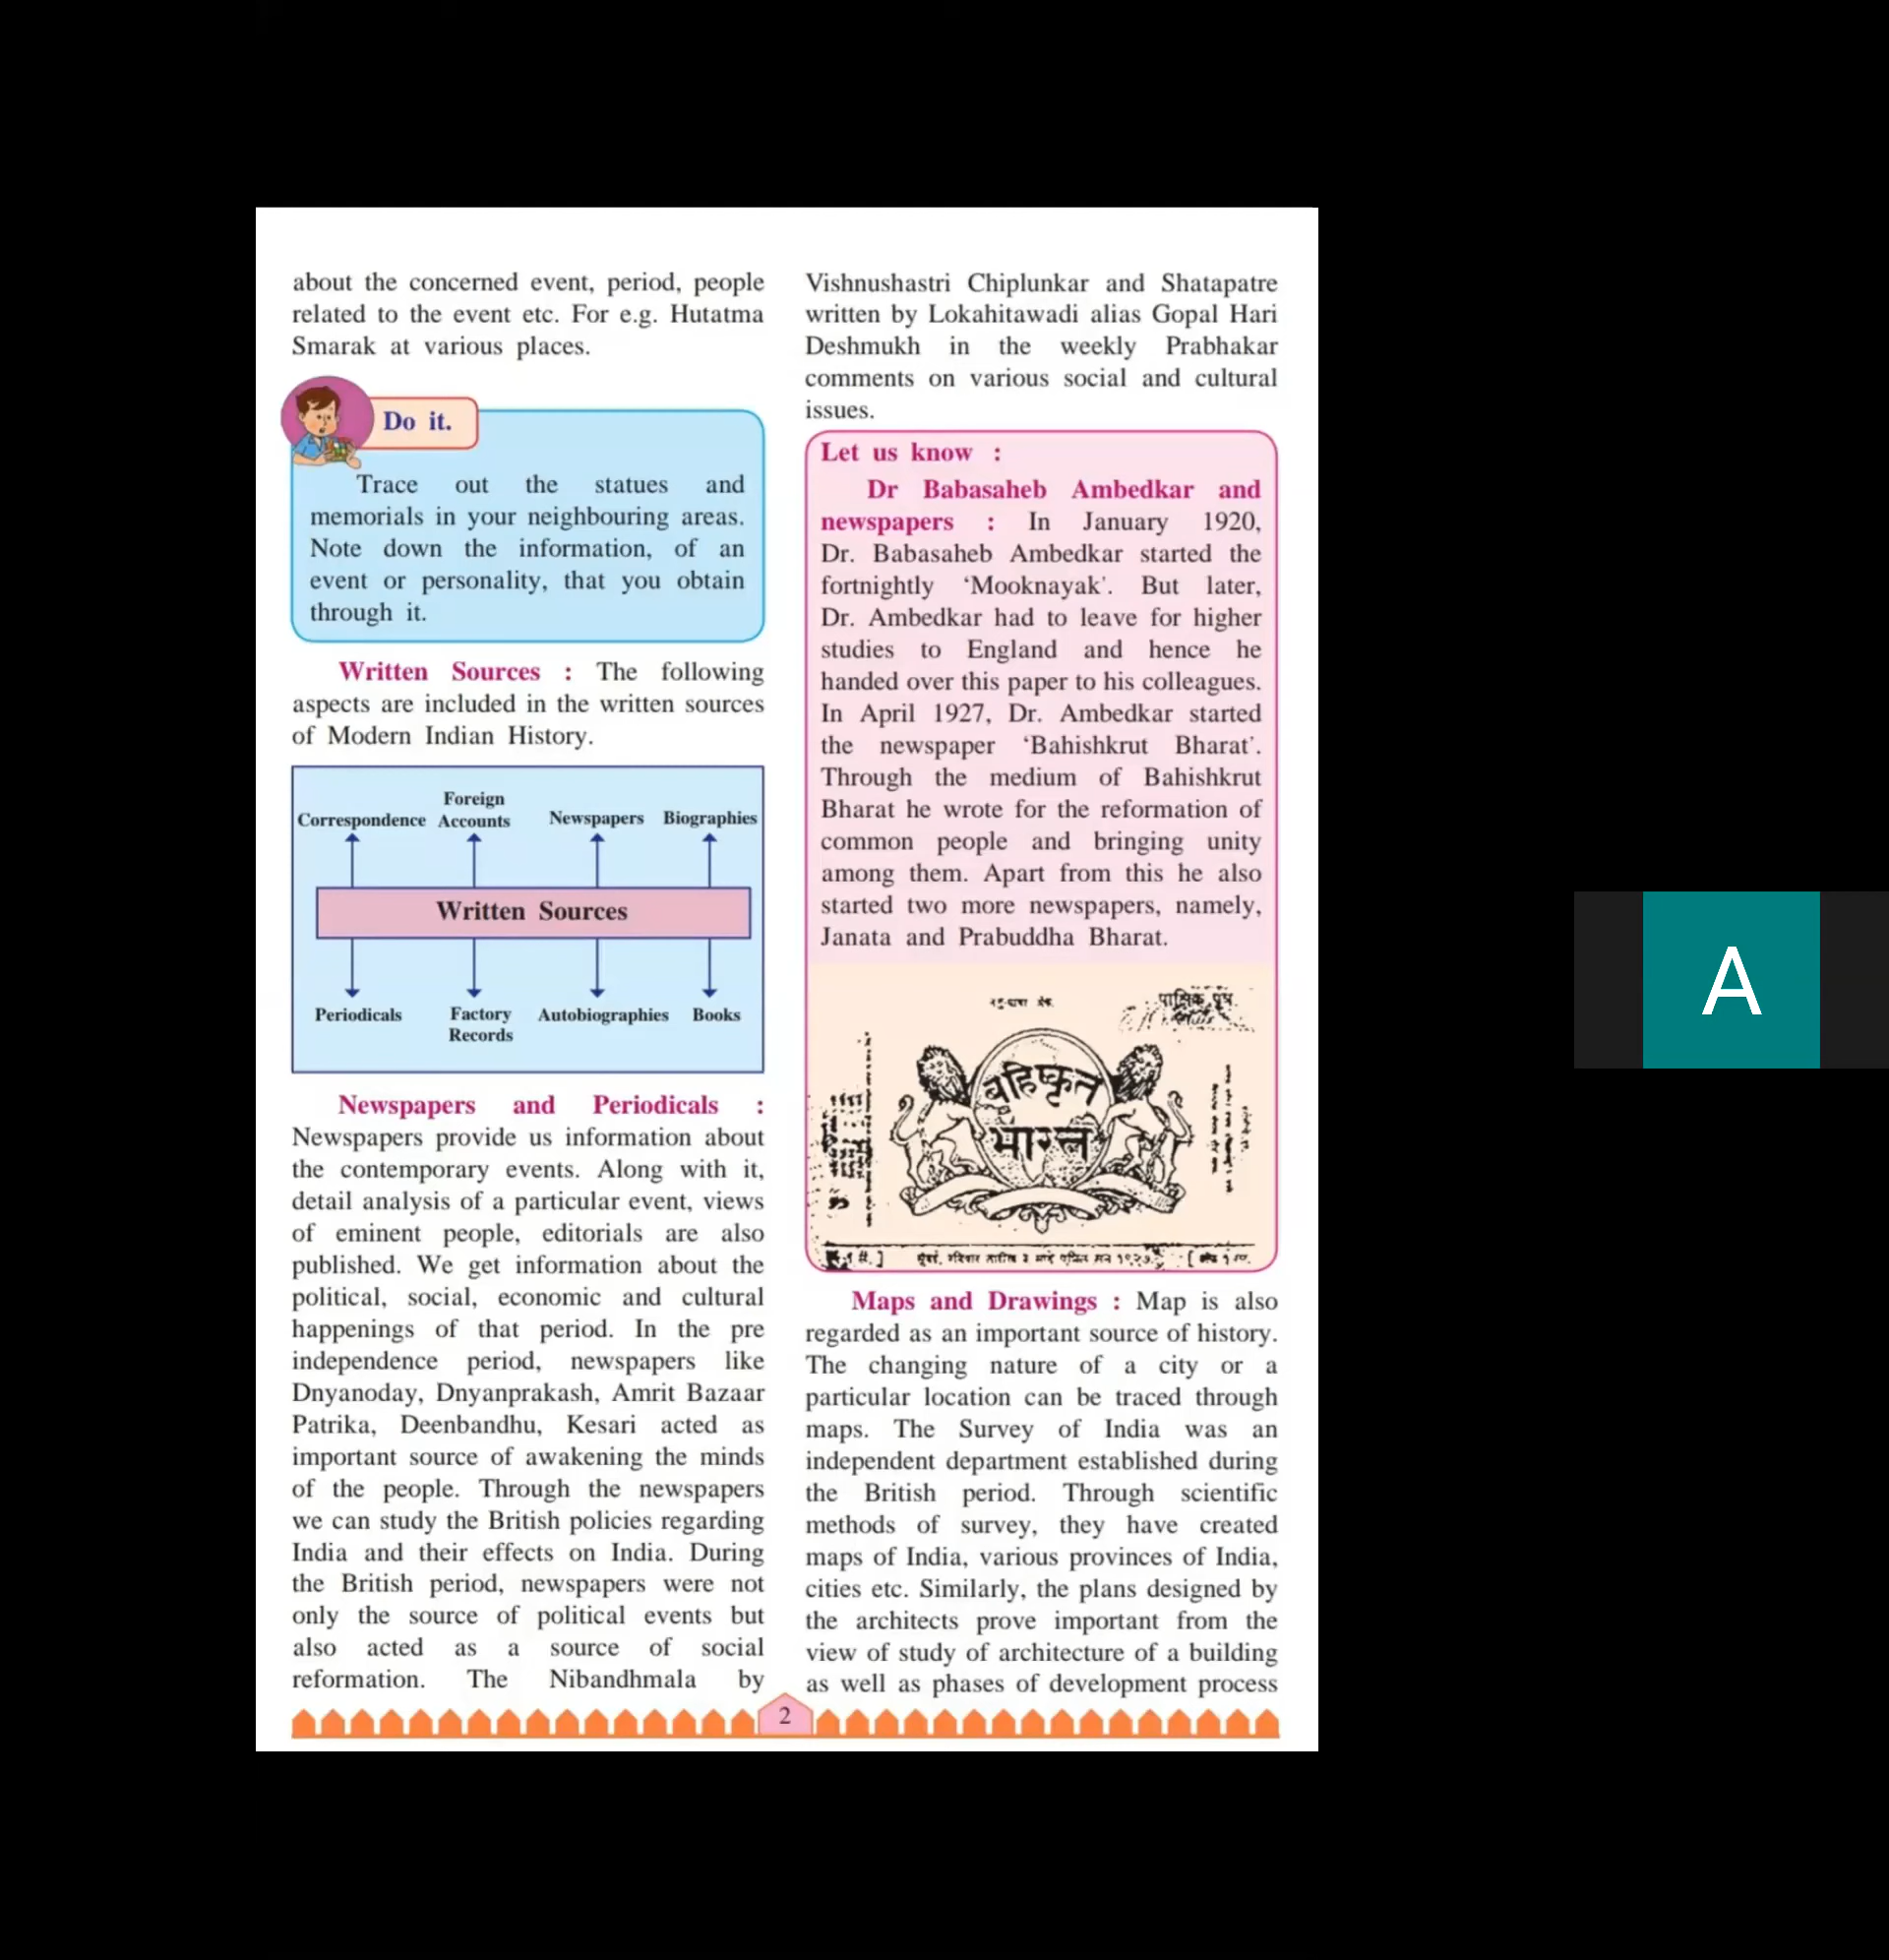 about the concerned event, period, people
related to the event etc. For e.g. Hutatma
Smarak at various places.
Do it.
Trace out the statues and
memorials in your neighbouring areas.
Note down the information, of an
event or personality, that you obtain
through it.
Written Sources : The following
aspects are included in the written sources
of Modern Indian History.
Correspondence
Foreign
Accounts
Newspapers
Biographies
Written Sources
Periodicals
Factory
Records
Autobiographies
Books
Newspapers and Periodicals :
Newspapers provide us information about
the contemporary events. Along with it,
detail analysis of a particular event, views
of eminent people, editorials are also
published. We get information about the
political, social, economic and cultural
happenings of that period. In the pre
independence period, newspapers like
Dnyanoday, Dnyanprakash, Amrit Bazaar
Patrika, Deenbandhu, Kesari acted as
important source of awakening the minds
of the people. Through the newspapers
we can study the British policies regarding
India and their effects on India. During
the British period, newspapers were not
only the source of political events but
also acted as a source of social
reformation. The Nibandhmala by
Vishnushastri Chiplunkar and Shatapatre
written by Lokahitawadi alias Gopal Hari
Deshmukh in the weekly Prabhakar
comments on various social and cultural
issues.
Let us know :
Dr Babasaheb Ambedkar and
newspapers : In January 1920,
Dr. Babasaheb Ambedkar started the
fortnightly ‘Mooknayak’. But later,
Dr. Ambedkar had to leave for higher
studies to England and hence he
handed over this paper to his colleagues.
In April 1927, Dr. Ambedkar started
the newspaper ‘Bahishkrut Bharat’.
Through the medium of Bahishkrut
Bharat he wrote for the reformation of
common people and bringing unity
among them. Apart from this he also
started two more newspapers, namely,
Janata and Prabuddha Bharat.
पाक्षिक पत्र.
बहिष्कृत
भारत
मुंबई, रविवार तारीख ३ माहे एप्रिल सन १९२७.
Maps and Drawings : Map is also
regarded as an important source of history.
The changing nature of a city or a
particular location can be traced through
maps. The Survey of India was an
independent department established during
the British period. Through scientific
methods of survey, they have created
maps of India, various provinces of India,
cities etc. Similarly, the plans designed by
the architects prove important from the
view of study of architecture of a building
as well as phases of development process
2
A